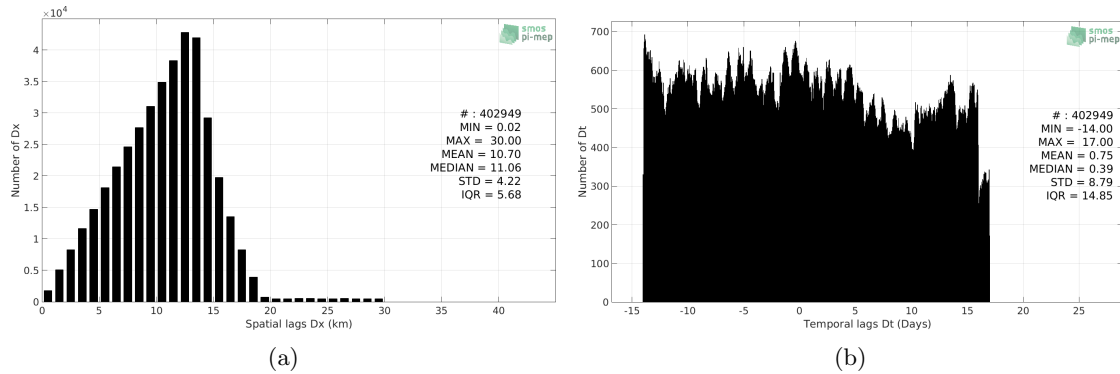 ×10⁴
4
3.5
3
2.5
2
1.5
1
0.5
0
Number of Dx
0 5 10 15 20 25 30 35 40
Spatial lags Dx (km)
smos
pi-mep
# : 402949
MIN = 0.02
MAX = 30.00
MEAN = 10.70
MEDIAN = 11.06
STD = 4.22
IQR = 5.68
(a)
700
600
500
400
300
200
100
0
Number of Dt
-15 -10 -5 0 5 10 15 20 25
Temporal lags Dt (Days)
smos
pi-mep
# : 402949
MIN = -14.00
MAX = 17.00
MEAN = 0.75
MEDIAN = 0.39
STD = 8.79
IQR = 14.85
(b)